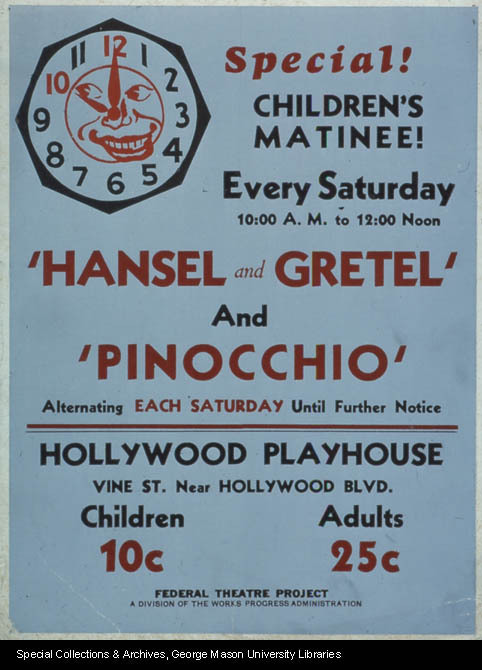 12
11
1
10
2
9
3
8
4
7
6
5
Special!
CHILDREN'S
MATINEE!
Every Saturday
10:00 A. M. to 12:00 Noon
'HANSEL and GRETEL'
And
'PINOCCHIO'
Alternating EACH SATURDAY Until Further Notice
HOLLYWOOD PLAYHOUSE
VINE ST. Near HOLLYWOOD BLVD.
Children Adults
10c 25c
FEDERAL THEATRE PROJECT
A DIVISION OF THE WORKS PROGRESS ADMINISTRATION
Special Collections & Archives, George Mason University Libraries